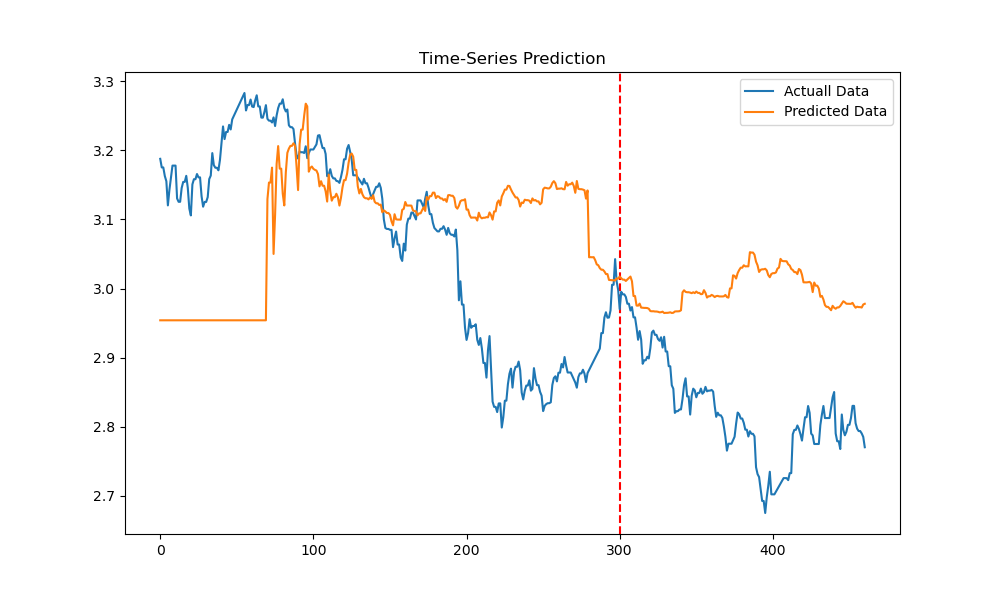 Time-Series Prediction
Actuall Data
Predicted Data
3.3
3.2
3.1
3.0
2.9
2.8
2.7
0 100 200 300 400